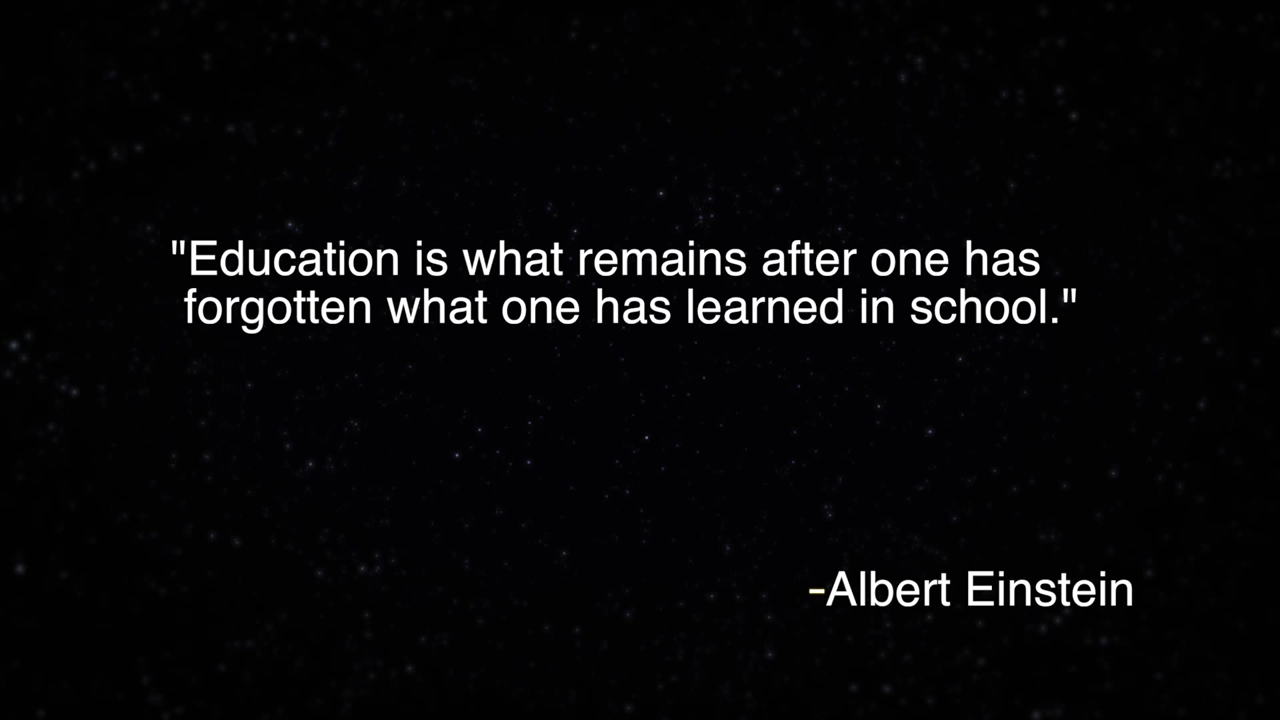 "Education is what remains after one has
forgotten what one has learned in school."
-Albert Einstein